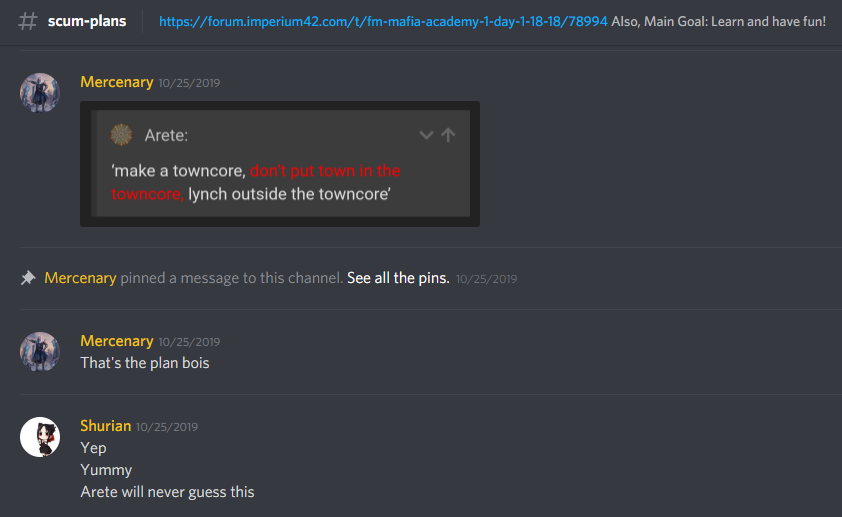 # scum-plans https://forum.imperium42.com/t/fm-mafia-academy-1-day-1-18-18/78994 Also, Main Goal: Learn and have fun!
Mercenary 10/25/2019
Arete:
‘make a towncore, don't put town in the
towncore, lynch outside the towncore’
Mercenary pinned a message to this channel. See all the pins. 10/25/2019
Mercenary 10/25/2019
That's the plan bois
Shurian 10/25/2019
Yep
Yummy
Arete will never guess this